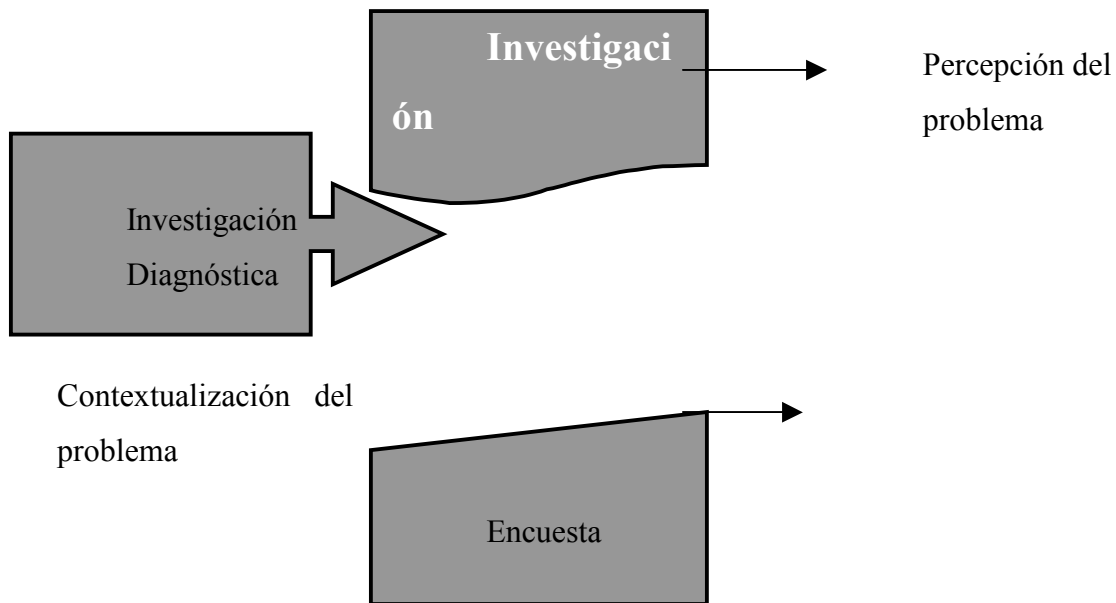 Investigaci
ón
Percepción del
problema
Investigación
Diagnóstica
Contextualización del
problema
Encuesta